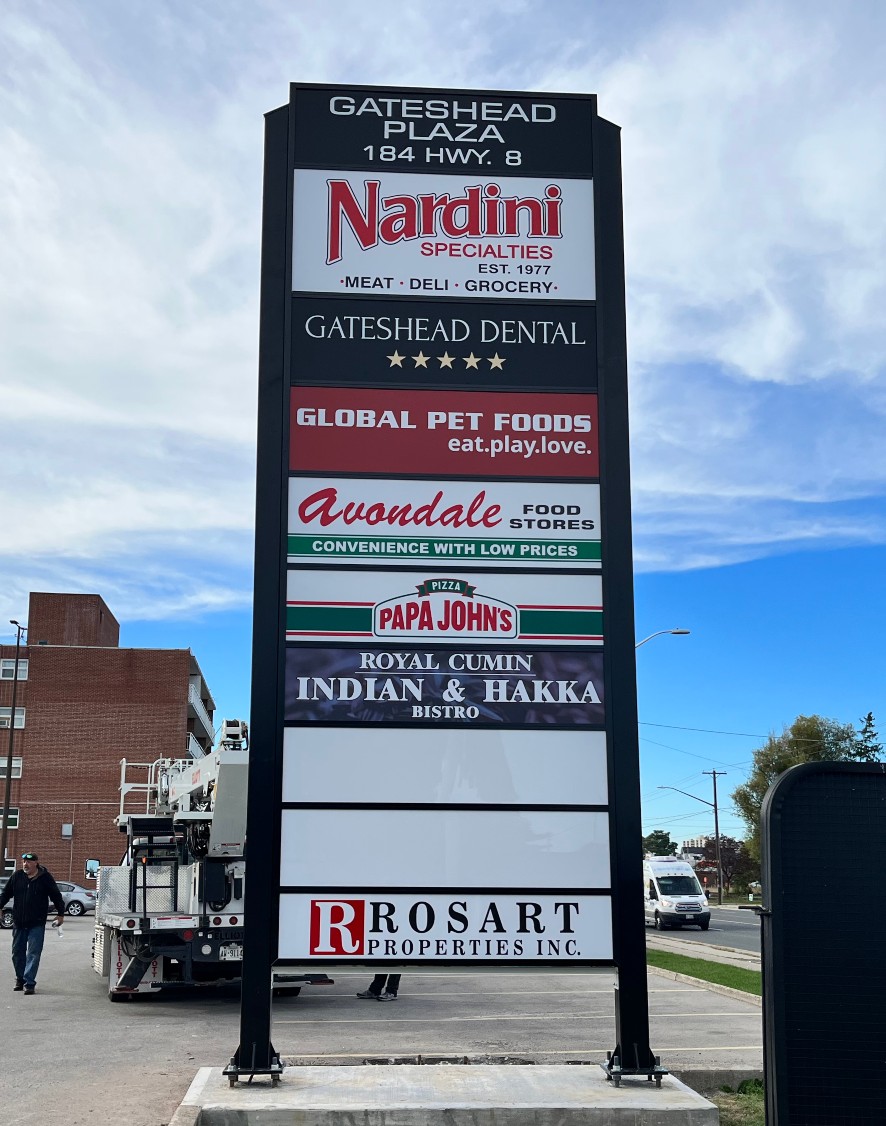 GATESHEAD
PLAZA
184 HWY. 8
Nardini
SPECIALTIES
EST. 1977
·MEAT · DELI · GROCERY·
GATESHEAD DENTAL
GLOBAL PET FOODS
eat.play.love.
Avondale FOOD STORES
CONVENIENCE WITH LOW PRICES
PIZZA
PAPA JOHN'S
ROYAL CUMIN
INDIAN & HAKKA
BISTRO
R ROSART
PROPERTIES INC.